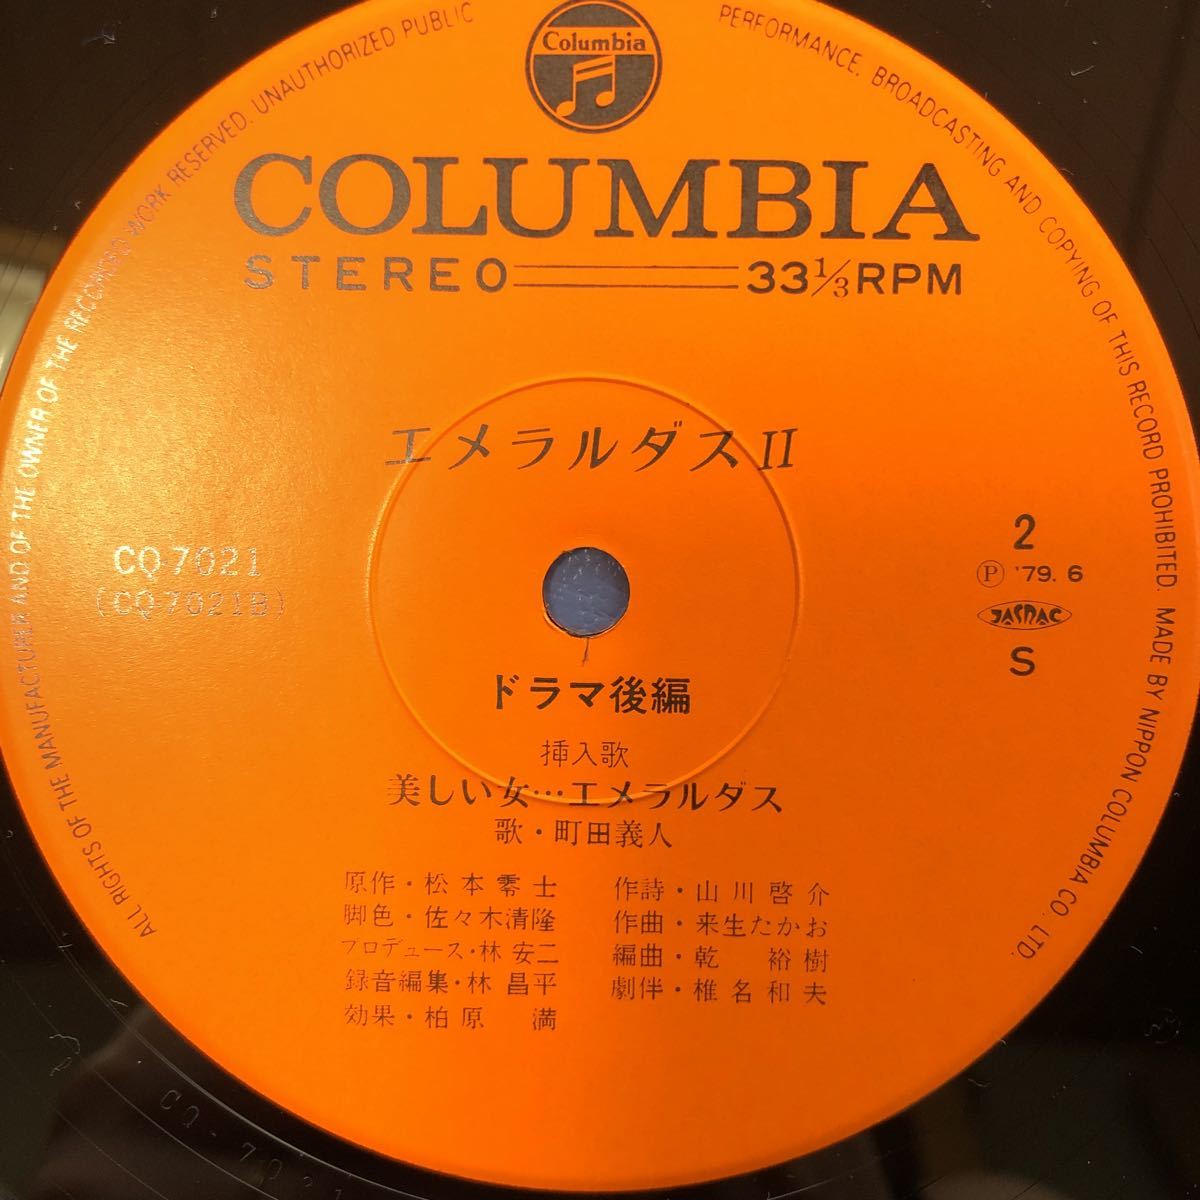 Columbia
COLUMBIA
STEREO 33 1/3 RPM
エメラルダスII
CQ7021
(CQ-7021B)
2
Ⓟ '79. 6
JASRAC
S
ドラマ後編
挿入歌
美しい女…エメラルダス
歌・町田義人
原作・松本零士
脚色・佐々木清隆
プロデュース・林 安二
録音編集・林 昌平
効果・柏原 満
作詩・山川啓介
作曲・来生たかお
編曲・乾 裕樹
劇伴・椎名和夫
ALL RIGHTS OF THE MANUFACTURER AND OF THE OWNER OF THE RECORDED WORK RESERVED. UNAUTHORIZED PUBLIC PERFORMANCE, BROADCASTING AND COPYING OF THIS RECORD PROHIBITED. MADE BY NIPPON COLUMBIA CO. LTD.
CQ-7021